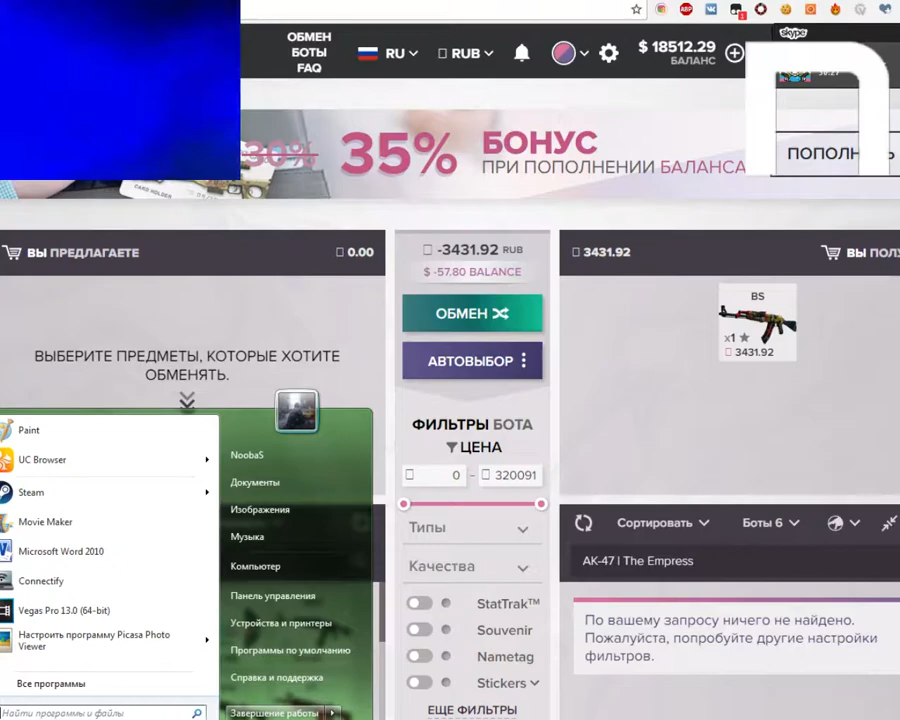 ABP
1
skype
ОБМЕН
БОТЫ
FAQ
RU
RUB
$ 18512.29
БАЛАНС
30%
35%
БОНУС
ПРИ ПОПОЛНЕНИИ БАЛАНСА
CARD HOLDER
П
ВЫ ПРЕДЛАГАЕТЕ
0.00
-3431.92 RUB
$ -57.80 BALANCE
3431.92
ОБМЕН
АВТОВЫБОР
BS
x1
3431.92
ВЫБЕРИТЕ ПРЕДМЕТЫ, КОТОРЫЕ ХОТИТЕ
ОБМЕНЯТЬ.
ФИЛЬТРЫ БОТА
ЦЕНА
0 - 320091
Типы
Качества
StatTrak™
Souvenir
Nametag
Stickers
ЕЩЕ ФИЛЬТРЫ
Сортировать
Боты 6
AK-47 | The Empress
По вашему запросу ничего не найдено.
Пожалуйста, попробуйте другие настройки
фильтров.
Paint
UC Browser
Steam
Movie Maker
Microsoft Word 2010
Connectify
Vegas Pro 13.0 (64-bit)
Настроить программу Picasa Photo
Viewer
Все программы
Найти программы и файлы
NoobaS
Документы
Изображения
Музыка
Компьютер
Панель управления
Устройства и принтеры
Программы по умолчанию
Справка и поддержка
Завершение работы